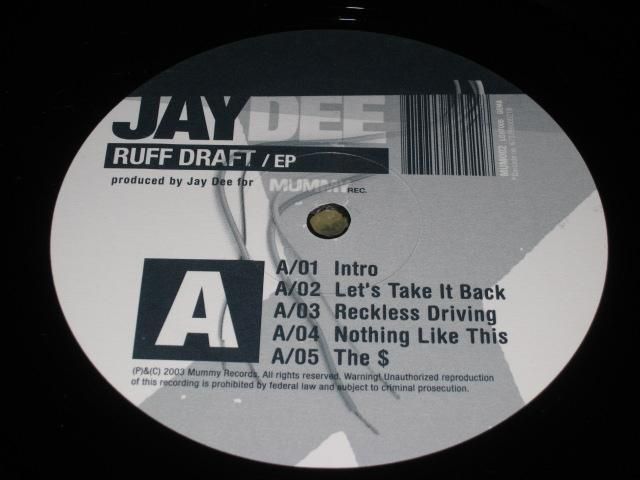 JAYDEE
RUFF DRAFT / EP
produced by Jay Dee for MUMMY REC.
A
A/01 Intro
A/02 Let's Take It Back
A/03 Reckless Driving
A/04 Nothing Like This
A/05 The $
(P)&(C) 2003 Mummy Records. All rights reserved. Warning! Unauthorized reproduction
of this recording is prohibited by federal law and subject to criminal prosecution.